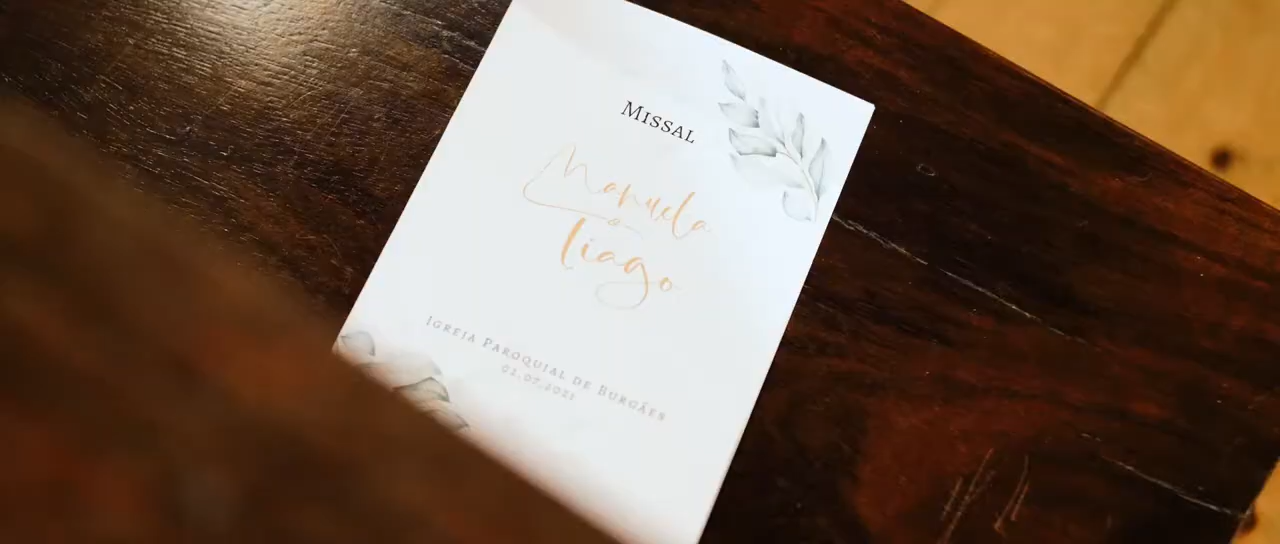 MISSAL
Manuela
&
Tiago
IGREJA PAROQUIAL DE BURGÃES
02.07.2021